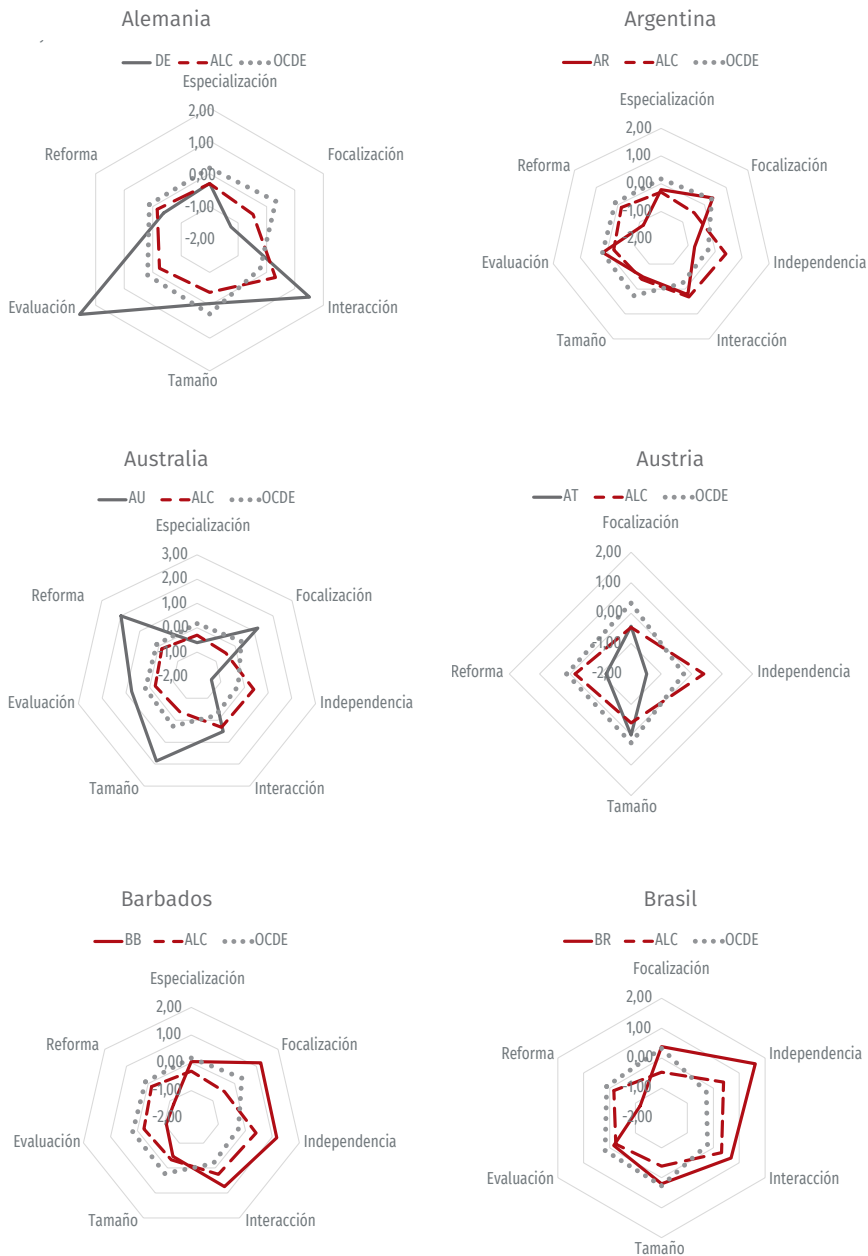 Alemania
DE ALC OCDE
Especialización
2,00
1,00
0,00
-1,00
-2,00
Reforma
Focalización
Evaluación
Interacción
Tamaño
Argentina
AR ALC OCDE
Especialización
2,00
1,00
0,00
-1,00
2,00
Reforma
Focalización
Evaluación
Independencia
Tamaño
Interacción
Australia
AU ALC OCDE
Especialización
3,00
2,00
1,00
0,00
-1,00
-2,00
Reforma
Focalización
Evaluación
Independencia
Tamaño
Interacción
Austria
AT ALC OCDE
Focalización
2,00
1,00
0,00
-1,00
-2,00
Reforma
Independencia
Tamaño
Barbados
BB ALC OCDE
Especialización
2,00
1,00
0,00
-1,00
-2,00
Reforma
Focalización
Evaluación
Independencia
Tamaño
Interacción
Brasil
BR ALC OCDE
Focalización
2,00
1,00
0,00
-1,00
-2,00
Reforma
Independencia
Evaluación
Interacción
Tamaño